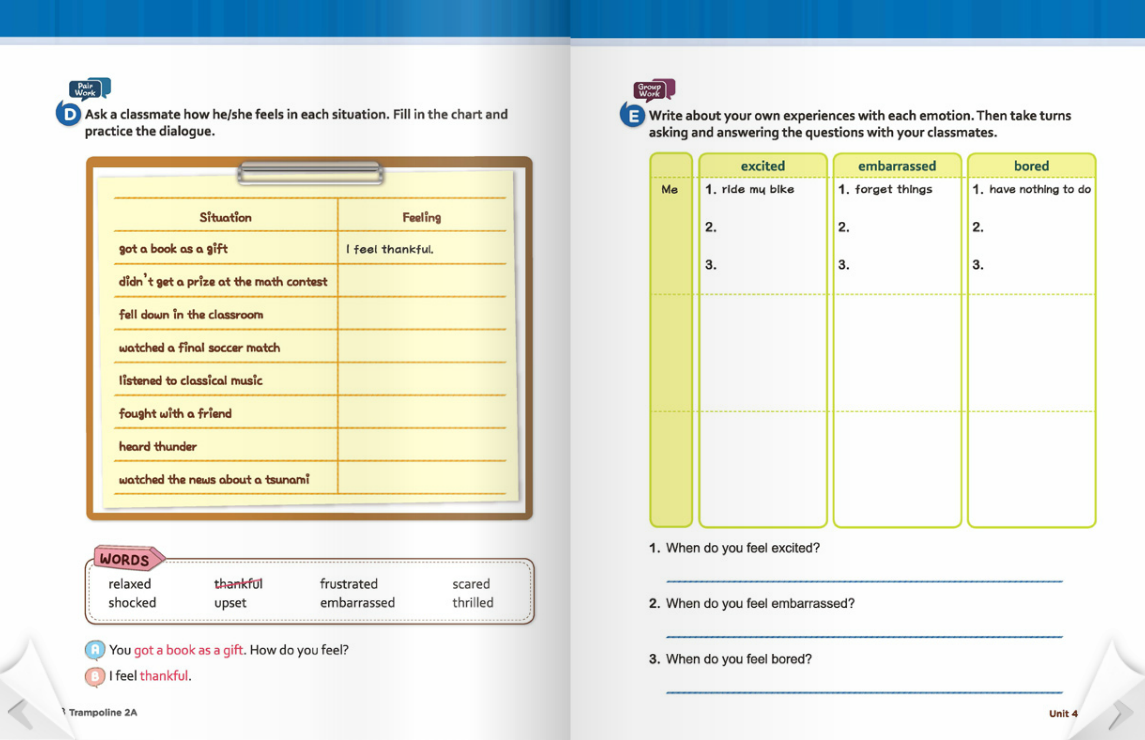 Pair
Work
D Ask a classmate how he/she feels in each situation. Fill in the chart and
practice the dialogue.
Situation Feeling
got a book as a gift I feel thankful.
didn't get a prize at the math contest
fell down in the classroom
watched a final soccer match
listened to classical music
fought with a friend
heard thunder
watched the news about a tsunami
WORDS
relaxed thankful frustrated scared
shocked upset embarrassed thrilled
A You got a book as a gift. How do you feel?
B I feel thankful.
Trampoline 2A
Group
Work
E Write about your own experiences with each emotion. Then take turns
asking and answering the questions with your classmates.
excited embarrassed bored
Me 1. ride my bike 1. forget things 1. have nothing to do
2. 2. 2.
3. 3. 3.
1. When do you feel excited?
2. When do you feel embarrassed?
3. When do you feel bored?
Unit 4